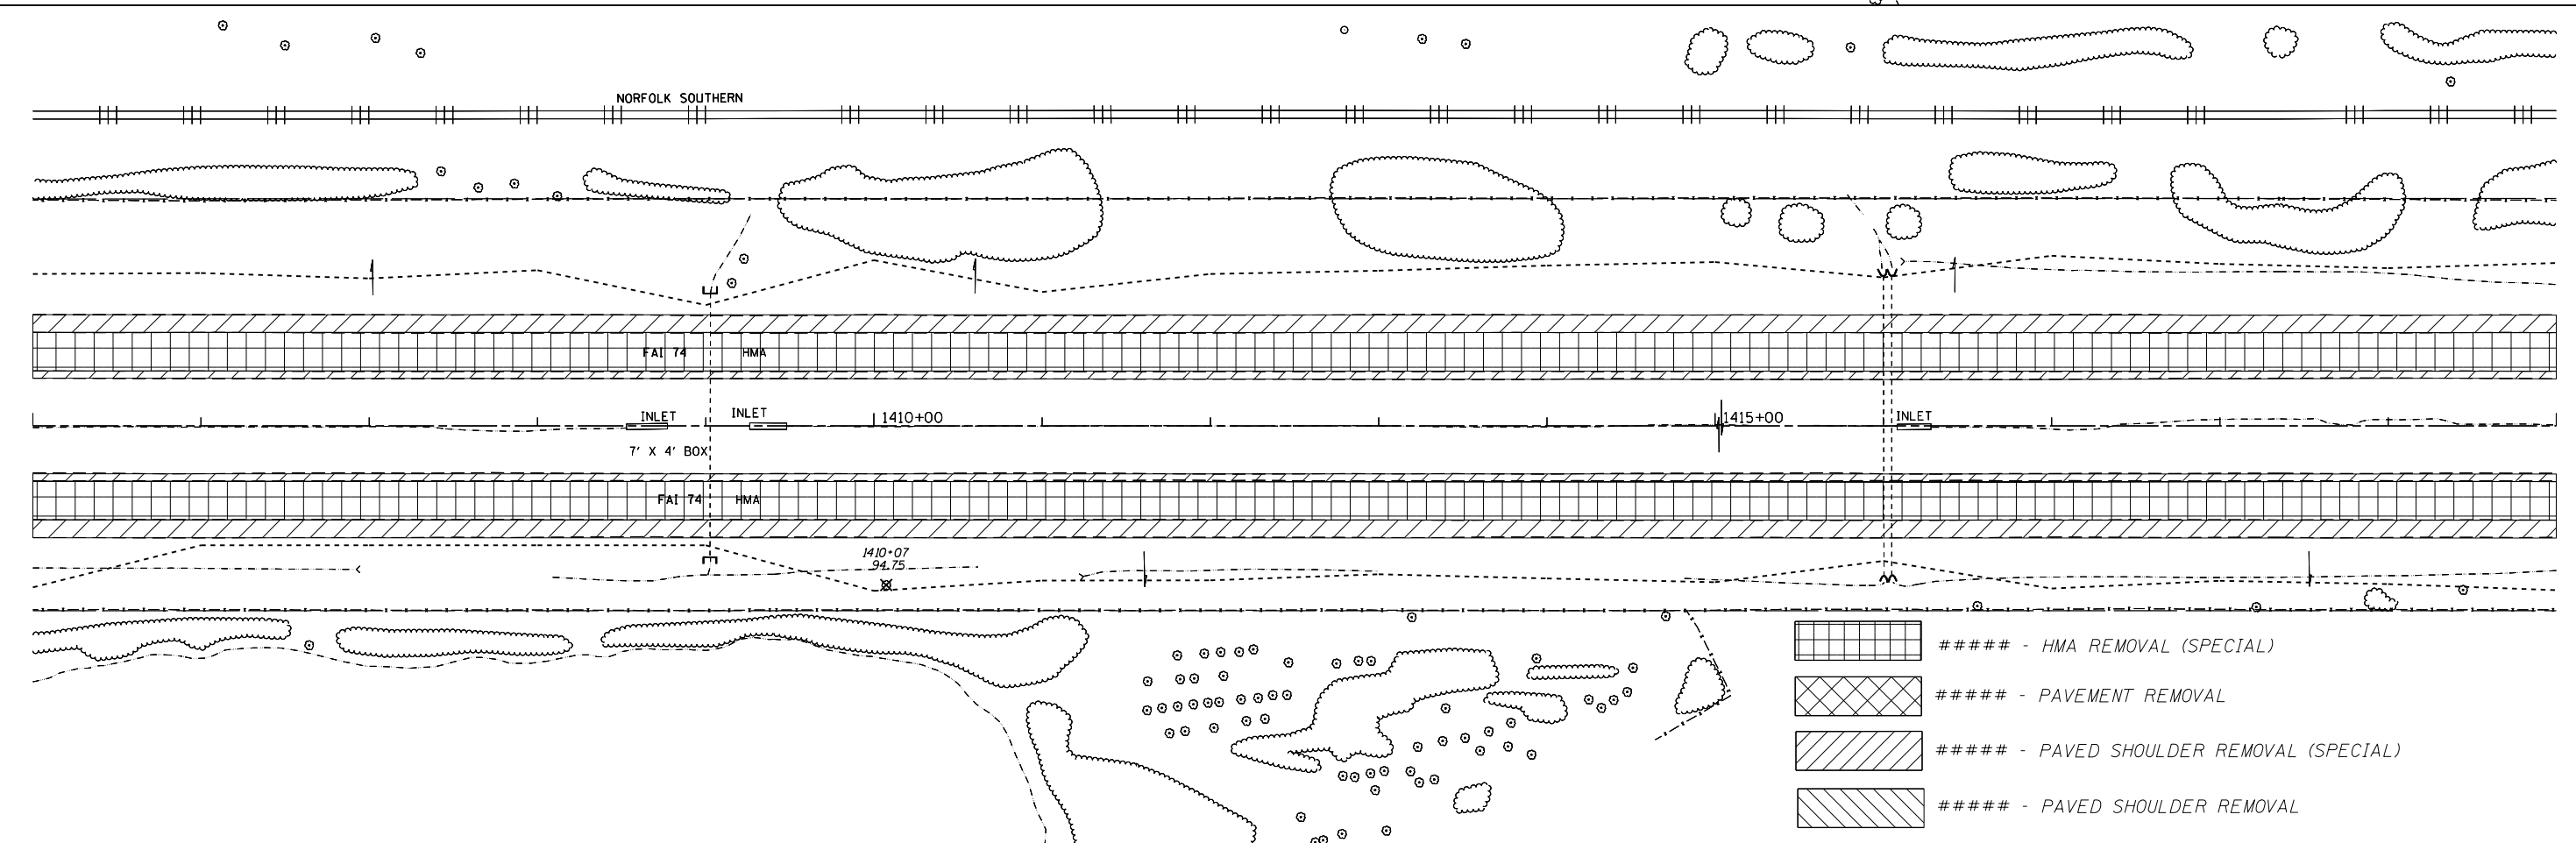 NORFOLK SOUTHERN
FAI 74 HMA
INLET INLET 1410+00 1415+00 INLET
7' X 4' BOX
FAI 74 HMA
1410+07
94.75
##### - HMA REMOVAL (SPECIAL)
##### - PAVEMENT REMOVAL
##### - PAVED SHOULDER REMOVAL (SPECIAL)
##### - PAVED SHOULDER REMOVAL